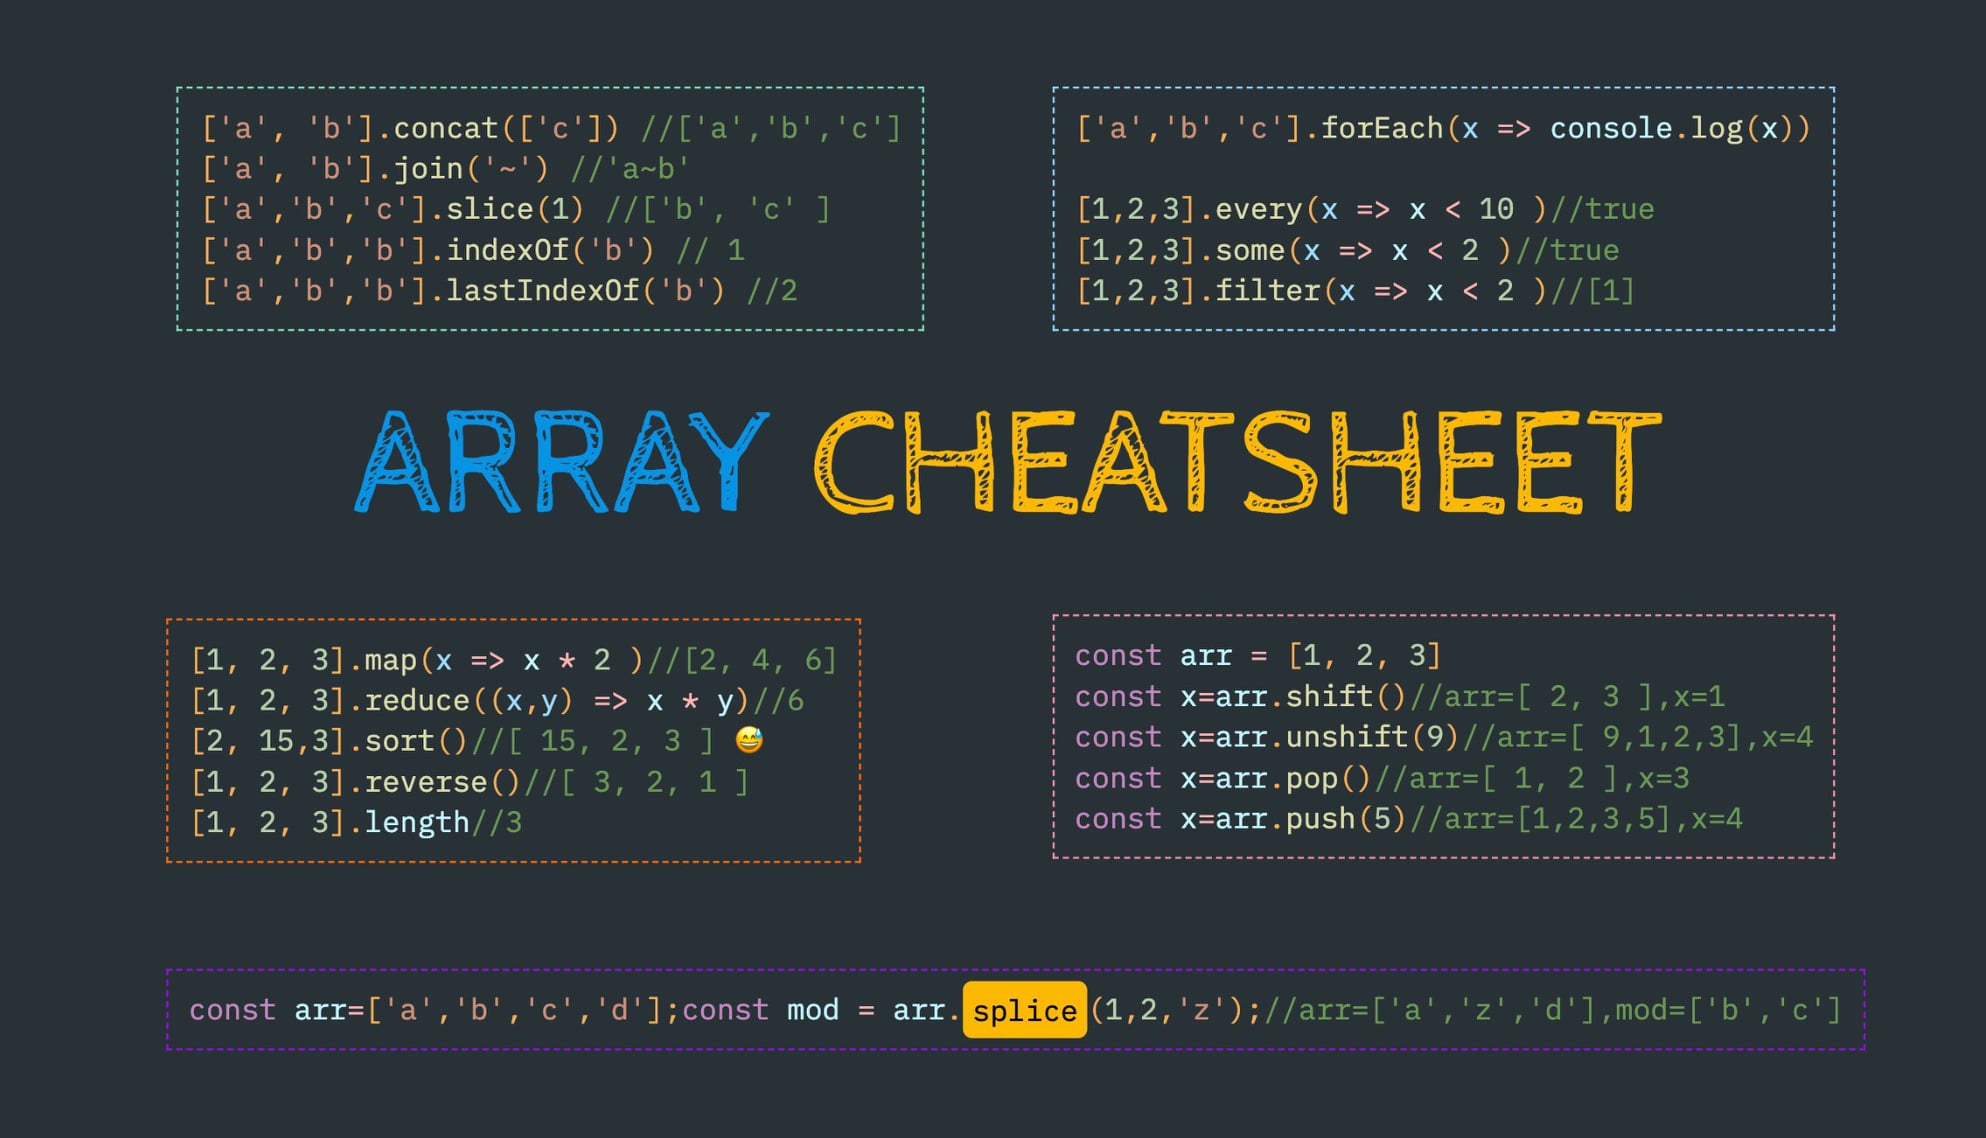 ['a', 'b'].concat(['c']) //['a','b','c']
['a', 'b'].join('~') //'a~b'
['a','b','c'].slice(1) //['b', 'c' ]
['a','b','b'].indexOf('b') // 1
['a','b','b'].lastIndexOf('b') //2
['a','b','c'].forEach(x => console.log(x))
[1,2,3].every(x => x < 10 )//true
[1,2,3].some(x => x < 2 )//true
[1,2,3].filter(x => x < 2 )//[1]
ARRAY CHEATSHEET
[1, 2, 3].map(x => x * 2 )//[2, 4, 6]
[1, 2, 3].reduce((x,y) => x * y)//6
[2, 15,3].sort()//[ 15, 2, 3 ] 😅
[1, 2, 3].reverse()//[ 3, 2, 1 ]
[1, 2, 3].length//3
const arr = [1, 2, 3]
const x=arr.shift()//arr=[ 2, 3 ],x=1
const x=arr.unshift(9)//arr=[ 9,1,2,3],x=4
const x=arr.pop()//arr=[ 1, 2 ],x=3
const x=arr.push(5)//arr=[1,2,3,5],x=4
const arr=['a','b','c','d'];const mod = arr.splice(1,2,'z');//arr=['a','z','d'],mod=['b','c']